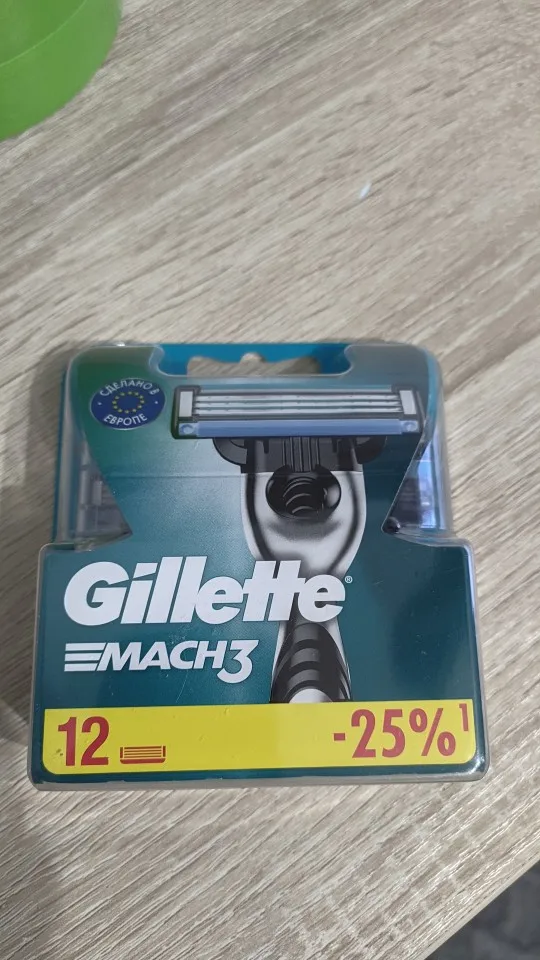 СДЕЛАНО В
ЕВРОПЕ
Gillette®
MACH3
12
-25%¹